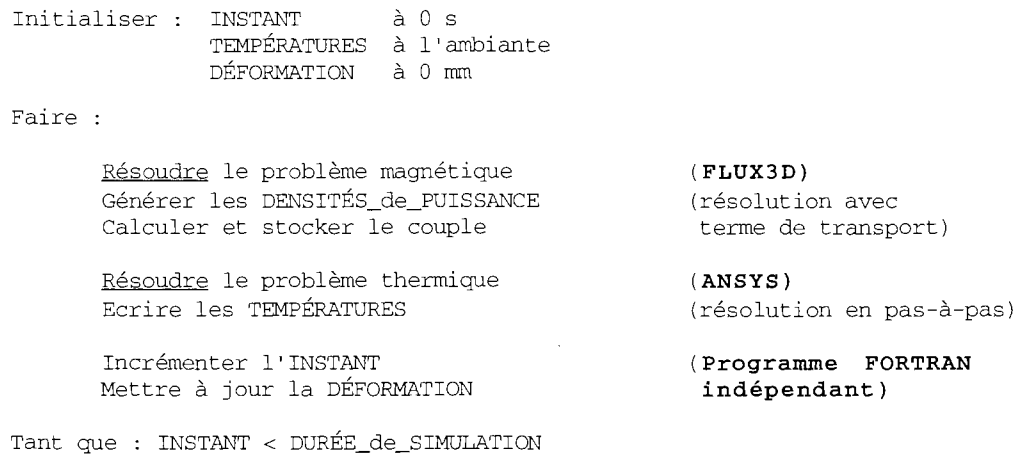 Initialiser : INSTANT à 0 s
TEMPÉRATURES à l'ambiante
DÉFORMATION à 0 mm
Faire :
Résoudre le problème magnétique (FLUX3D)
Générer les DENSITÉS_de_PUISSANCE (résolution avec
Calculer et stocker le couple terme de transport)
Résoudre le problème thermique (ANSYS)
Ecrire les TEMPÉRATURES (résolution en pas-à-pas)
Incrémenter l'INSTANT (Programme FORTRAN
Mettre à jour la DÉFORMATION indépendant)
Tant que : INSTANT < DURÉE_de_SIMULATION